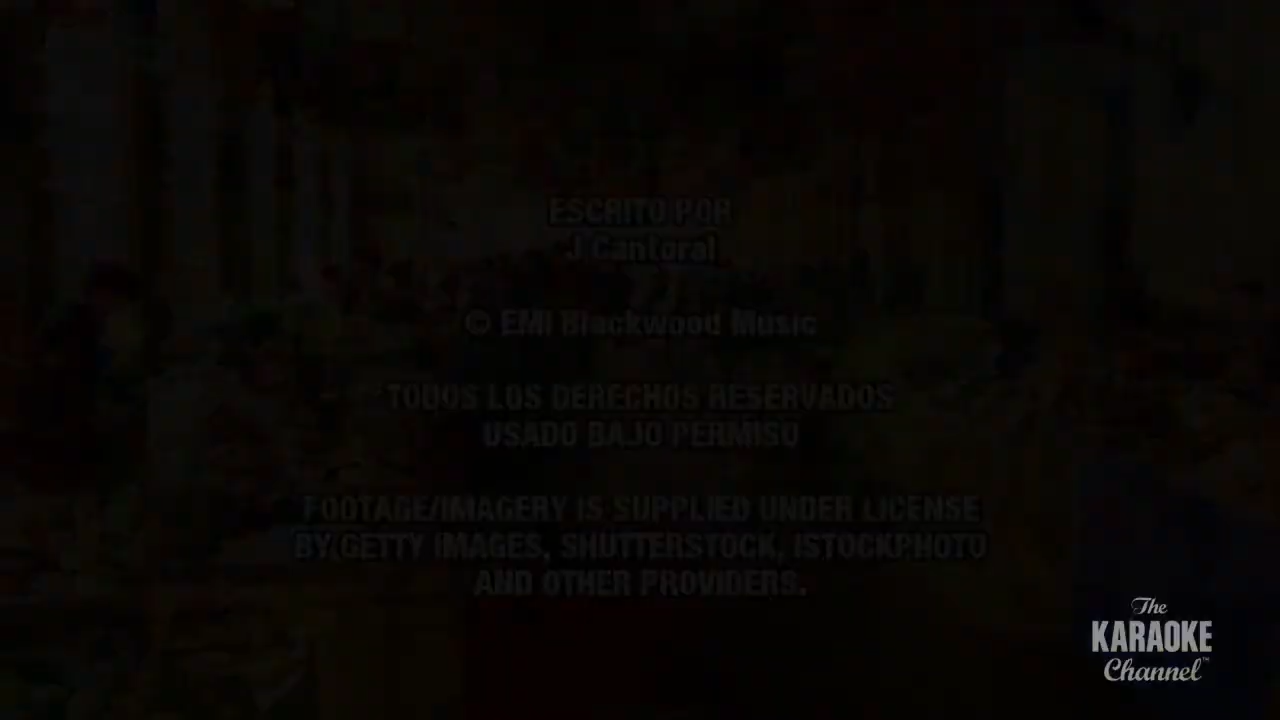 ESCRITO POR
J Cantoral
© EMI Blackwood Music
TODOS LOS DERECHOS RESERVADOS
USADO BAJO PERMISO
FOOTAGE/IMAGERY IS SUPPLIED UNDER LICENSE
BY GETTY IMAGES, SHUTTERSTOCK, ISTOCKPHOTO
AND OTHER PROVIDERS.
The
KARAOKE
Channel™